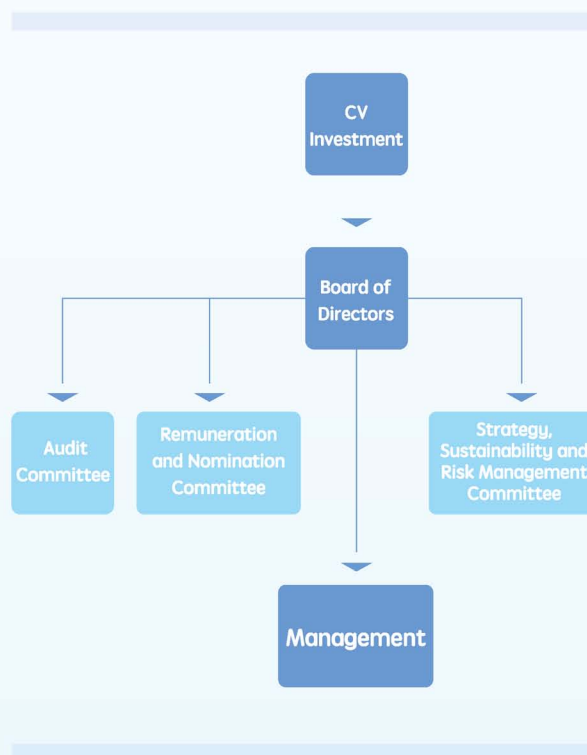 CV
Investment
Board of
Directors
Audit
Committee
Remuneration
and Nomination
Committee
Strategy,
Sustainability and
Risk Management
Committee
Management